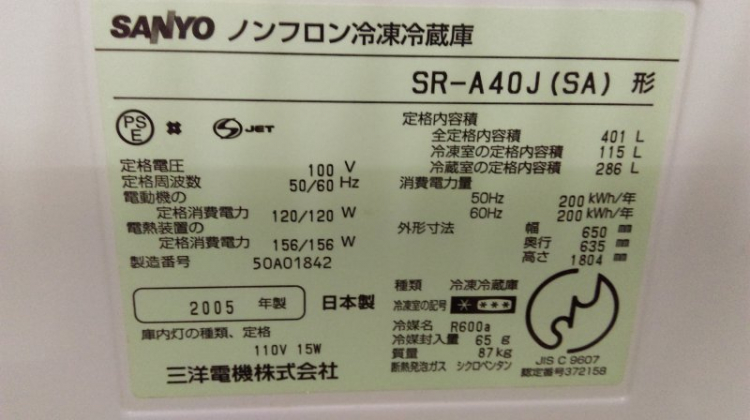 SANYO ノンフロン冷凍冷蔵庫
SR-A40J(SA) 形
PS E JET
定格電圧 100 V
定格周波数 50/60 Hz
電動機の
定格消費電力 120/120 W
電熱装置の
定格消費電力 156/156 W
製造番号 50A01842
2005 年製 日本製
庫内灯の種類、定格
110V 15W
三洋電機株式会社
定格内容積
全定格内容積 401 L
冷凍室の定格内容積 115 L
冷蔵室の定格内容積 286 L
消費電力量
50Hz 200 kWh/年
60Hz 200 kWh/年
外形寸法 幅 650 mm
奥行 635 mm
高さ 1804 mm
種類 冷凍冷蔵庫
冷凍室の記号 * ***
冷媒名 R600a
冷媒封入量 65 g
質量 87kg
断熱発泡ガス シクロペンタン
JIS C 9607
認定番号372158